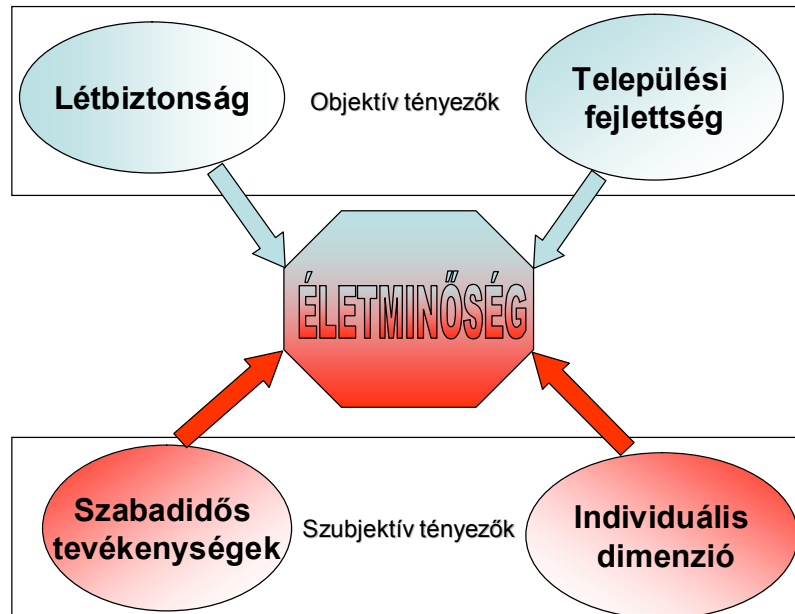 Létbiztonság
Objektív tényezők
Települési
fejlettség
ÉLETMINŐSÉG
Szabadidős
tevékenységek
Szubjektív tényezők
Individuális
dimenzió